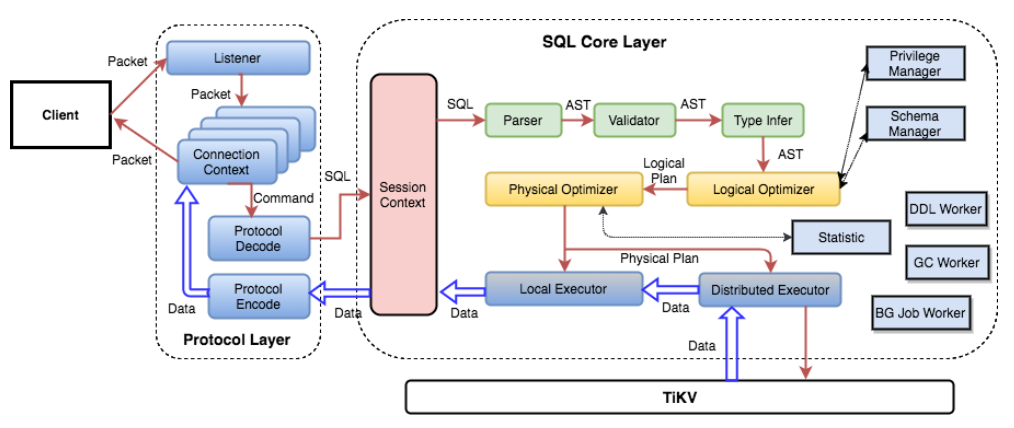 SQL Core Layer
Packet
Listener
Privilege
Manager
Packet
Client
SQL
AST
AST
Parser
Validator
Type Infer
Schema
Manager
Packet
Connection
Context
SQL
AST
Logical
Plan
Session
Context
Physical Optimizer
Logical Optimizer
Command
DDL Worker
Protocol
Decode
Statistic
Physical Plan
GC Worker
Protocol
Encode
Local Executor
Distributed Executor
Data
Data
Data
Data
BG Job Worker
Protocol Layer
Data
TiKV